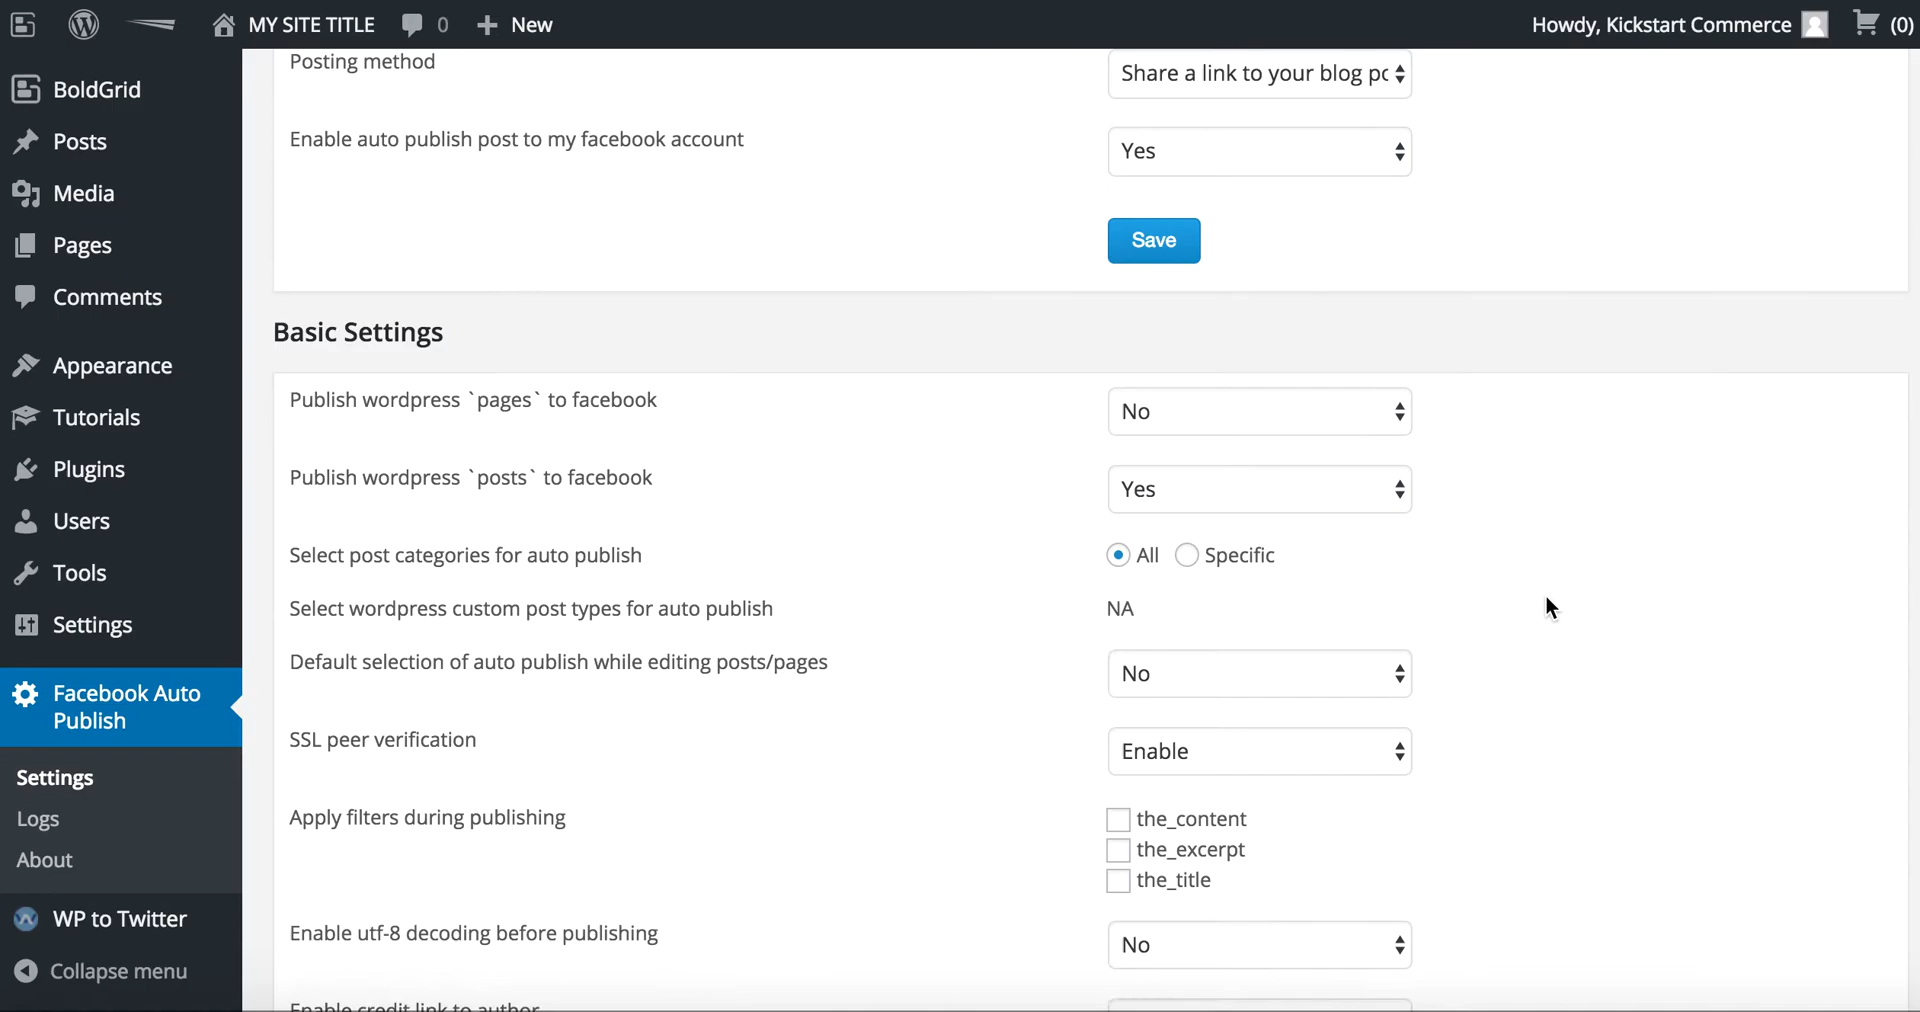 MY SITE TITLE 0 New Howdy, Kickstart Commerce (0)
BoldGrid
Posts
Media
Pages
Comments
Appearance
Tutorials
Plugins
Users
Tools
Settings
Facebook Auto
Publish
Settings
Logs
About
WP to Twitter
Collapse menu
Posting method Share a link to your blog pc
Enable auto publish post to my facebook account Yes
Save
Basic Settings
Publish wordpress `pages` to facebook No
Publish wordpress `posts` to facebook Yes
Select post categories for auto publish All Specific
Select wordpress custom post types for auto publish NA
Default selection of auto publish while editing posts/pages No
SSL peer verification Enable
Apply filters during publishing the_content
the_excerpt
the_title
Enable utf-8 decoding before publishing No
Enable credit link to author